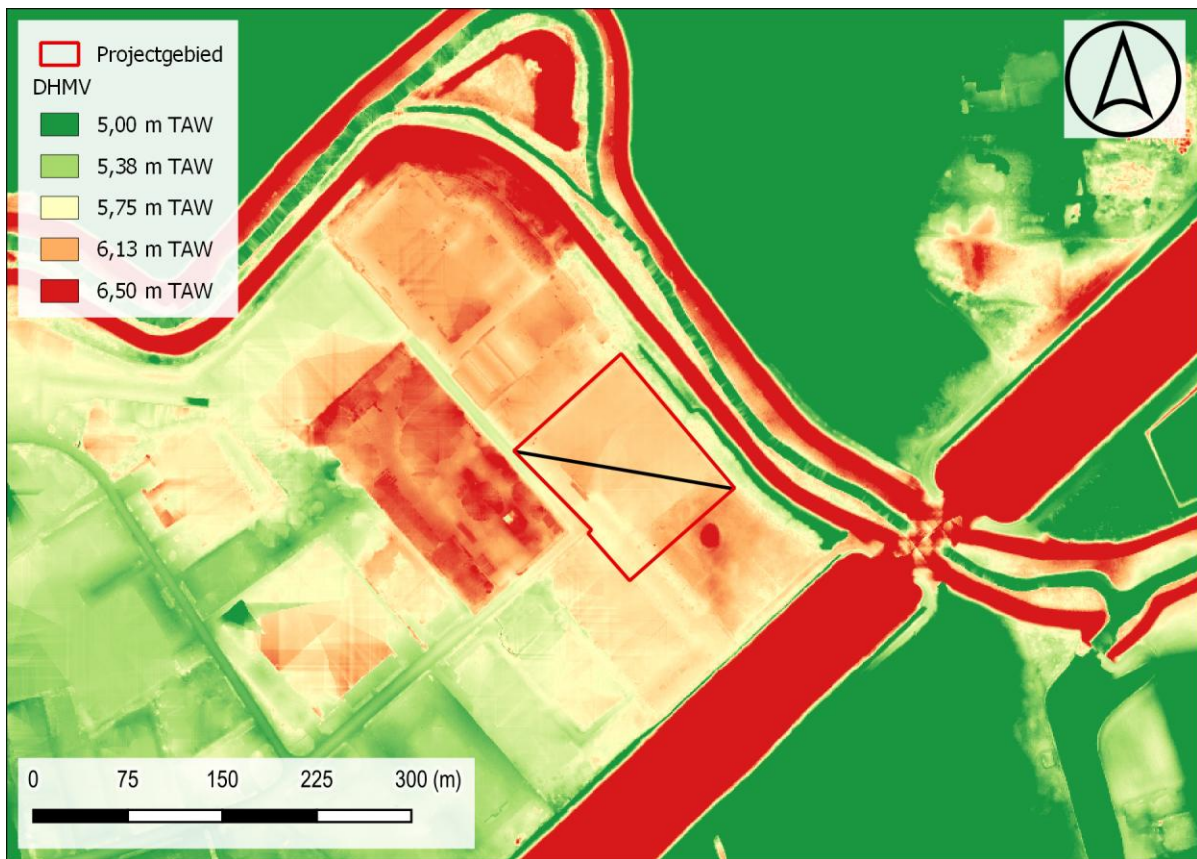 Projectgebied
DHMV
5,00 m TAW
5,38 m TAW
5,75 m TAW
6,13 m TAW
6,50 m TAW
0 75 150 225 300 (m)